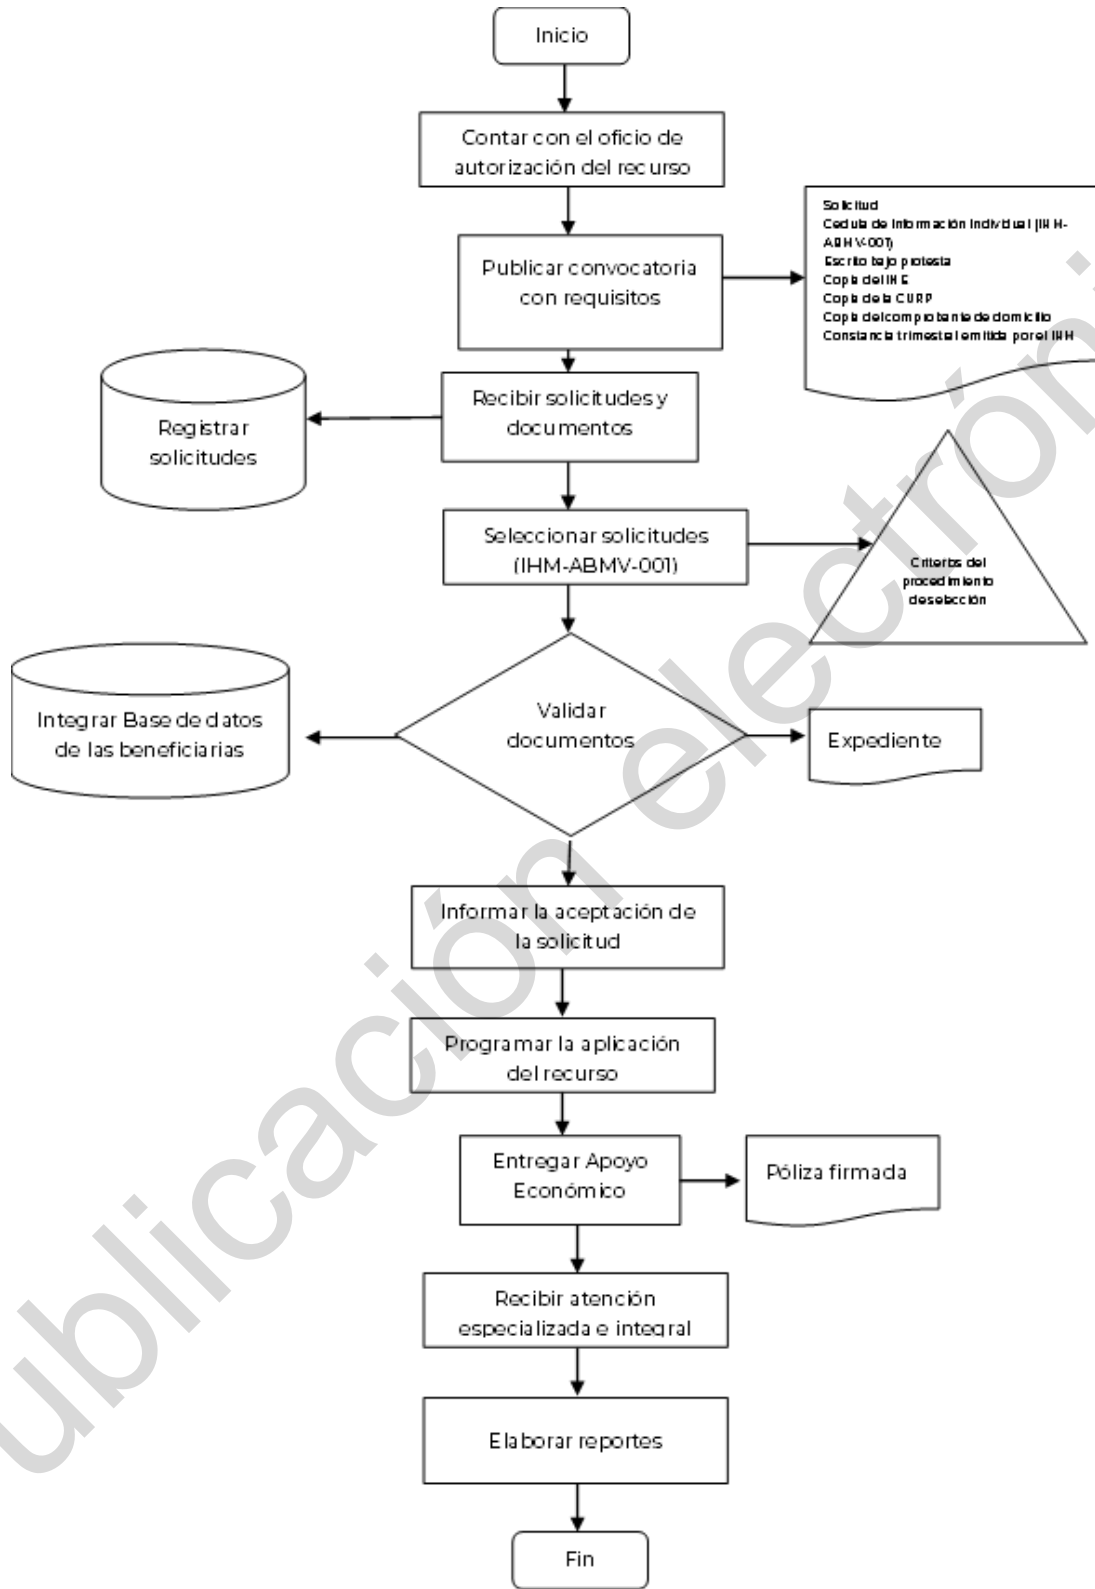 Inicio
Contar con el oficio de
autorización del recurso
Publicar convocatoria
con requisitos
Solicitud
Cedula de Información Individual (IHM-
ABMV-001)
Escrito bajo protesta
Copia del INE
Copia de la CURP
Copia del comprobante de domicilio
Constancia trimestral emitida por el IHM
Recibir solicitudes y
documentos
Registrar
solicitudes
Seleccionar solicitudes
(IHM-ABMV-001)
Criterios del
procedimiento
de selección
Validar
documentos
Integrar Base de datos
de las beneficiarias
Expediente
Informar la aceptación de
la solicitud
Programar la aplicación
del recurso
Entregar Apoyo
Económico
Póliza firmada
Recibir atención
especializada e integral
Elaborar reportes
Fin
ublicación electróni